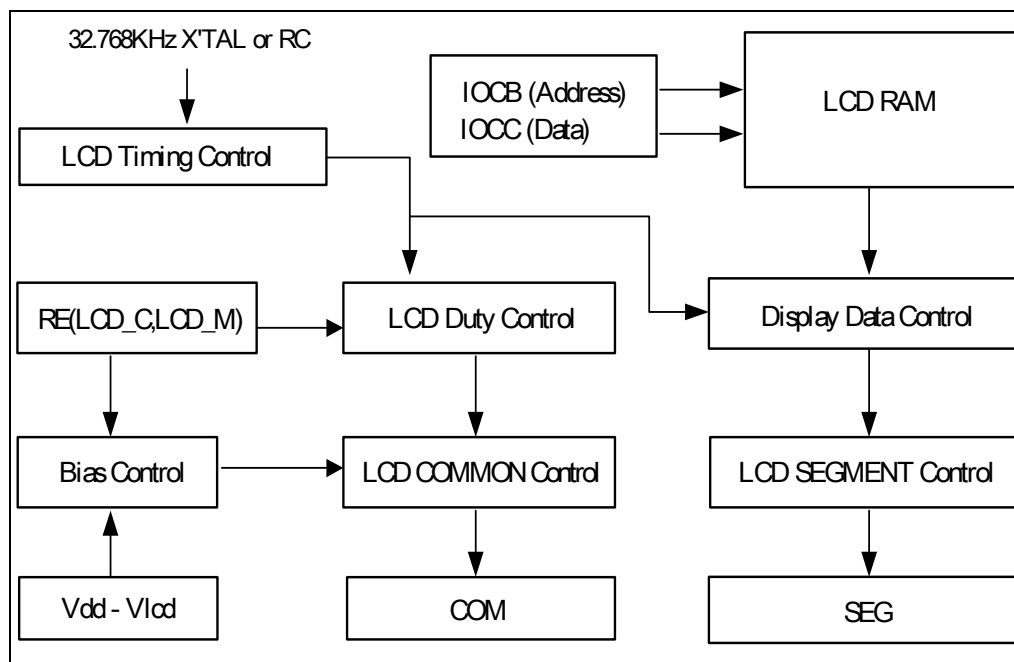 32.768KHz X'TAL or RC
IOCB (Address)
IOCC (Data)
LCD RAM
LCD Timing Control
RE(LCD_C,LCD_M)
LCD Duty Control
Display Data Control
Bias Control
LCD COMMON Control
LCD SEGMENT Control
Vdd - Vlcd
COM
SEG